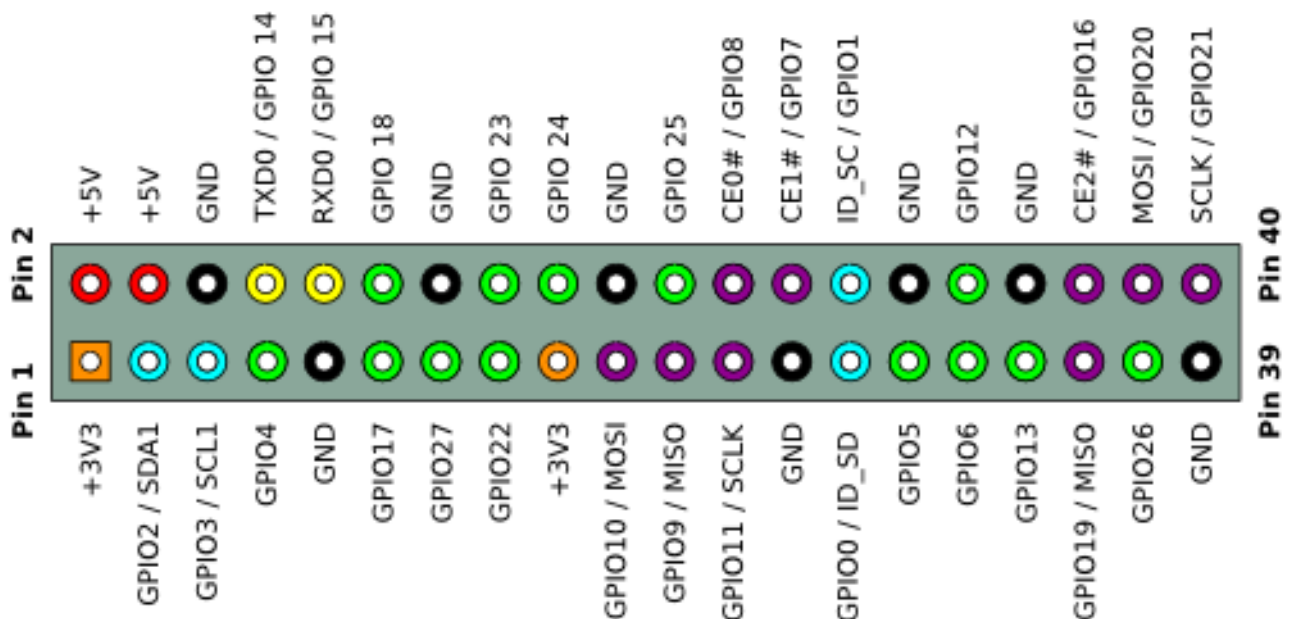 +5V
+5V
GND
TXD0 / GPIO 14
RXD0 / GPIO 15
GPIO 18
GND
GPIO 23
GPIO 24
GND
GPIO 25
CE0# / GPIO8
CE1# / GPIO7
ID_SC / GPIO1
GND
GPIO12
GND
CE2# / GPIO16
MOSI / GPIO20
SCLK / GPIO21
Pin 2
Pin 40
Pin 1
Pin 39
+3V3
GPIO2 / SDA1
GPIO3 / SCL1
GPIO4
GND
GPIO17
GPIO27
GPIO22
+3V3
GPIO10 / MOSI
GPIO9 / MISO
GPIO11 / SCLK
GND
GPIO0 / ID_SD
GPIO5
GPIO6
GPIO13
GPIO19 / MISO
GPIO26
GND